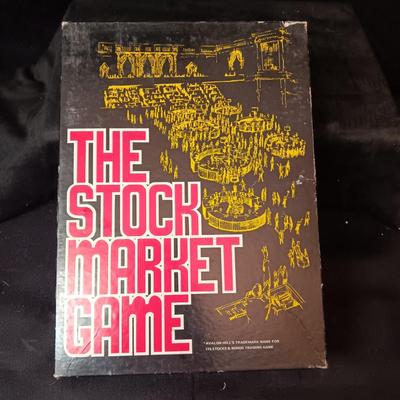 THE
STOCK
MARKET
GAME
*AVALON HILL'S TRADEMARK NAME FOR
ITS STOCKS & BONDS TRADING GAME